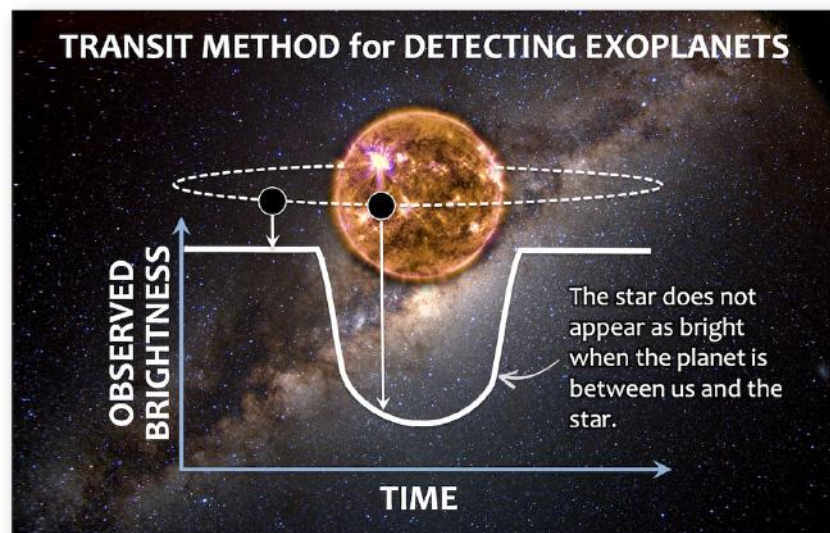 TRANSIT METHOD for DETECTING EXOPLANETS
OBSERVED
BRIGHTNESS
The star does not
appear as bright
when the planet is
between us and the
star.
TIME